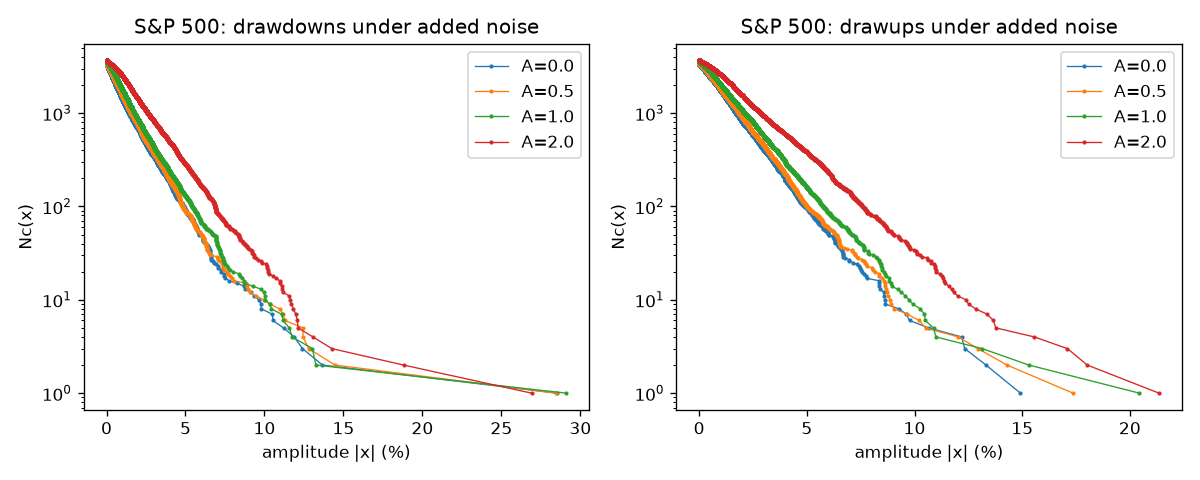 S&P 500: drawdowns under added noise
Nc(x)
10³
10²
10¹
10⁰
A=0.0
A=0.5
A=1.0
A=2.0
0 5 10 15 20 25 30
amplitude |x| (%)
S&P 500: drawups under added noise
Nc(x)
10³
10²
10¹
10⁰
A=0.0
A=0.5
A=1.0
A=2.0
0 5 10 15 20
amplitude |x| (%)